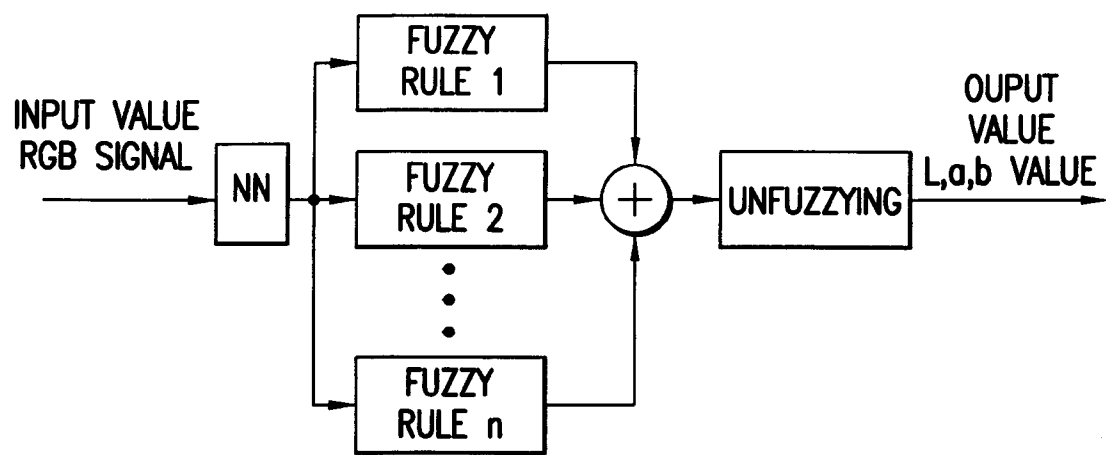 INPUT VALUE
RGB SIGNAL
NN
FUZZY
RULE 1
FUZZY
RULE 2
FUZZY
RULE n
+
UNFUZZYING
OUPUT
VALUE
L,a,b VALUE